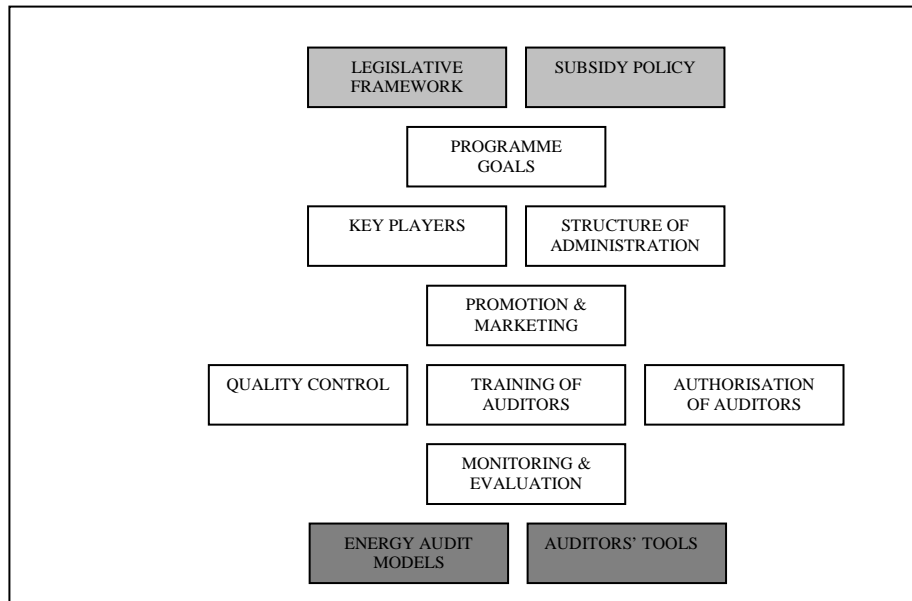 LEGISLATIVE
FRAMEWORK
SUBSIDY POLICY
PROGRAMME
GOALS
KEY PLAYERS
STRUCTURE OF
ADMINISTRATION
PROMOTION &
MARKETING
QUALITY CONTROL
TRAINING OF
AUDITORS
AUTHORISATION
OF AUDITORS
MONITORING &
EVALUATION
ENERGY AUDIT
MODELS
AUDITORS’ TOOLS